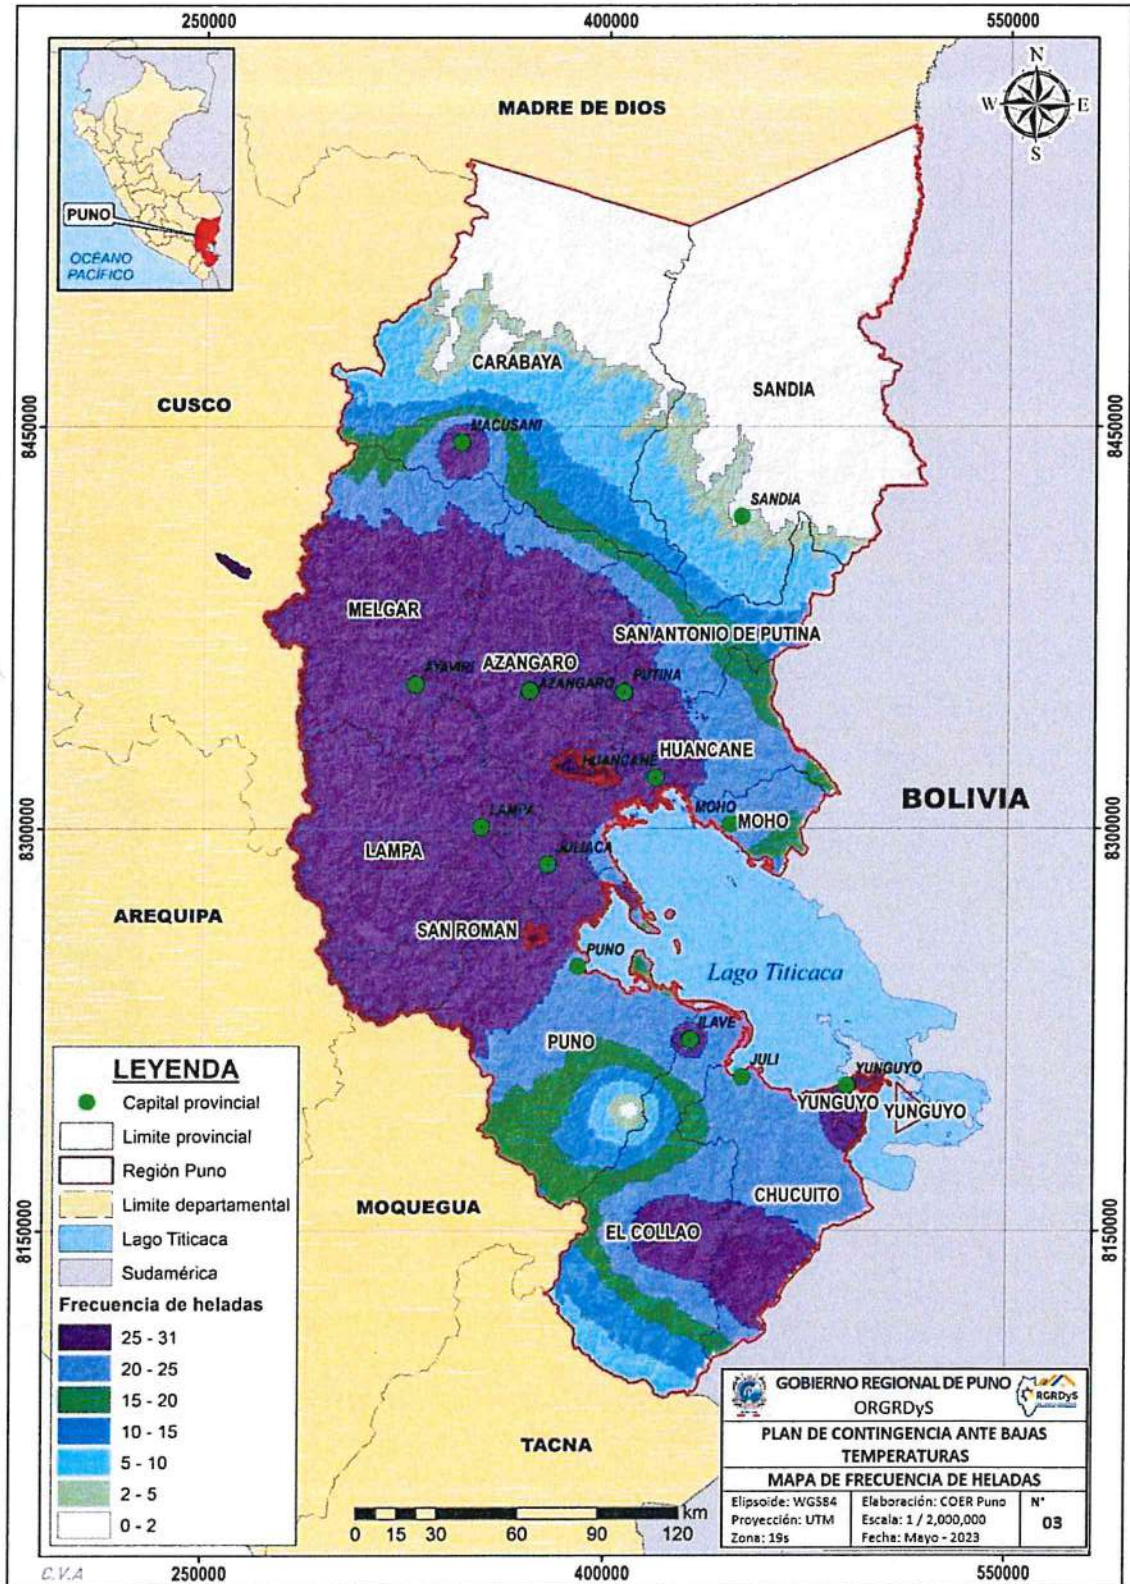 250000
400000
550000
N
W
E
S
MADRE DE DIOS
PUNO
OCÉANO
PACÍFICO
CARABAYA
SANDIA
CUSCO
8450000
8450000
MACUSANI
SANDIA
MELGAR
SAN ANTONIO DE PUTINA
AZANGARO
AYAVIRI
AZANGARO
PUTINA
HUANCANE
HUANCANE
BOLIVIA
LAMPA
MOHO
MOHO
8300000
8300000
LAMPA
JULIACA
AREQUIPA
SAN ROMAN
PUNO
Lago Titicaca
ILAVE
PUNO
JULI
YUNGUYO
YUNGUYO
YUNGUYO
CHUCUITO
MOQUEGUA
EL COLLAO
8150000
8150000
TACNA
LEYENDA
Capital provincial
Limite provincial
Región Puno
Limite departamental
Lago Titicaca
Sudamérica
Frecuencia de heladas
25 - 31
20 - 25
15 - 20
10 - 15
5 - 10
2 - 5
0 - 2
km
0 15 30 60 90 120
GOBIERNO REGIONAL DE PUNO
ORGRDyS
RGRDyS
PLAN DE CONTINGENCIA ANTE BAJAS
TEMPERATURAS
MAPA DE FRECUENCIA DE HELADAS
Elipsoide: WGS84
Proyección: UTM
Zona: 19s
Elaboración: COER Puno
Escala: 1 / 2,000,000
Fecha: Mayo - 2023
N°
03
C.V.A
250000
400000
550000